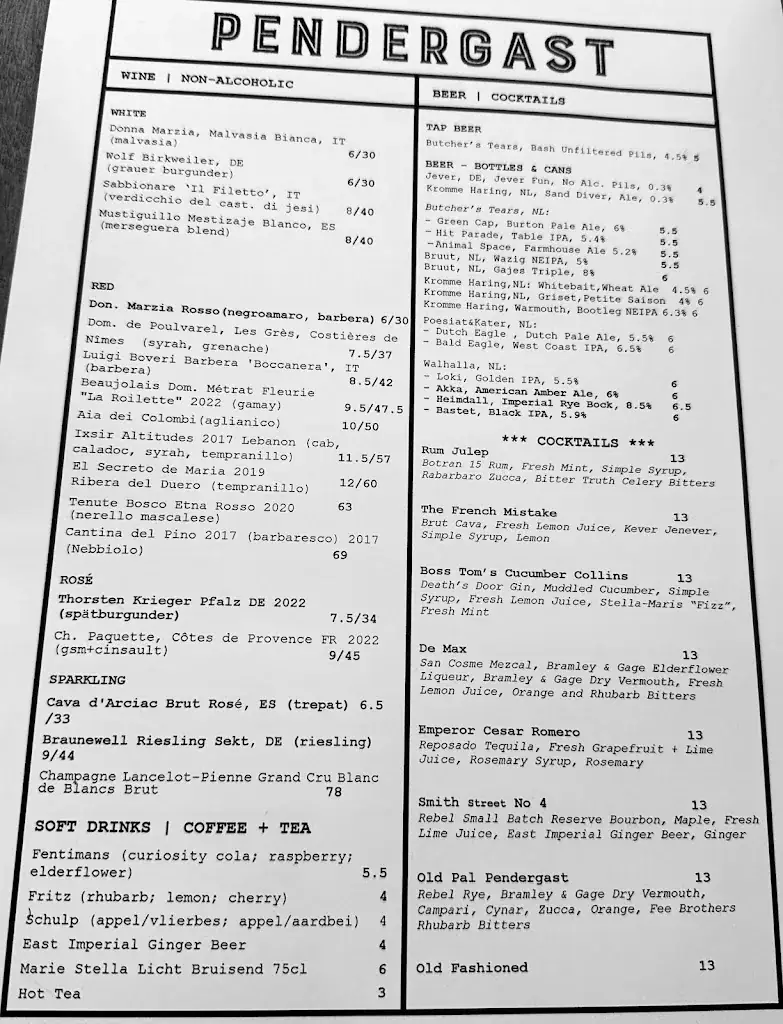 PENDERGAST
WINE | NON-ALCOHOLIC
WHITE
Donna Marzia, Malvasia Bianca, IT
(malvasia) 6/30
Wolf Birkweiler, DE
(grauer burgunder) 6/30
Sabbionare ‘Il Filetto’, IT
(verdicchio del cast. di jesi) 8/40
Mustiguillo Mestizaje Blanco, ES
(merseguera blend) 8/40
RED
Don. Marzia Rosso(negroamaro, barbera) 6/30
Dom. de Poulvarel, Les Grès, Costières de
Nîmes (syrah, grenache) 7.5/37
Luigi Boveri Barbera 'Boccanera', IT
(barbera) 8.5/42
Beaujolais Dom. Métrat Fleurie
"La Roilette" 2022 (gamay) 9.5/47.5
Aia dei Colombi(aglianico) 10/50
Ixsir Altitudes 2017 Lebanon (cab,
caladoc, syrah, tempranillo) 11.5/57
El Secreto de Maria 2019
Ribera del Duero (tempranillo) 12/60
Tenute Bosco Etna Rosso 2020 63
(nerello mascalese)
Cantina del Pino 2017 (barbaresco) 2017
(Nebbiolo) 69
ROSÉ
Thorsten Krieger Pfalz DE 2022
(spätburgunder) 7.5/34
Ch. Paquette, Côtes de Provence FR 2022
(gsm+cinsault) 9/45
SPARKLING
Cava d'Arciac Brut Rosé, ES (trepat) 6.5
/33
Braunewell Riesling Sekt, DE (riesling)
9/44
Champagne Lancelot-Pienne Grand Cru Blanc
de Blancs Brut 78
SOFT DRINKS | COFFEE + TEA
Fentimans (curiosity cola; raspberry;
elderflower) 5.5
Fritz (rhubarb; lemon; cherry) 4
Schulp (appel/vlierbes; appel/aardbei) 4
East Imperial Ginger Beer 4
Marie Stella Licht Bruisend 75cl 6
Hot Tea 3
BEER | COCKTAILS
TAP BEER
Butcher's Tears, Bash Unfiltered Pils, 4.5% 5
BEER – BOTTLES & CANS
Jever, DE, Jever Fun, No Alc. Pils, 0.3% 4
Kromme Haring, NL, Sand Diver, Ale, 0.3% 5.5
Butcher's Tears, NL:
- Green Cap, Burton Pale Ale, 6% 5.5
- Hit Parade, Table IPA, 5.4% 5.5
-Animal Space, Farmhouse Ale 5.2% 5.5
Bruut, NL, Wazig NEIPA, 5% 5.5
Bruut, NL, Gajes Triple, 8% 6
Kromme Haring,NL: Whitebait,Wheat Ale 4.5% 6
Kromme Haring,NL, Griset,Petite Saison 4% 6
Kromme Haring, Warmouth, Bootleg NEIPA 6.3% 6
Poesiat&Kater, NL:
- Dutch Eagle , Dutch Pale Ale, 5.5% 6
- Bald Eagle, West Coast IPA, 6.5% 6
Walhalla, NL:
- Loki, Golden IPA, 5.5% 6
- Akka, American Amber Ale, 6% 6
- Heimdall, Imperial Rye Bock, 8.5% 6.5
- Bastet, Black IPA, 5.9% 6
*** COCKTAILS ***
Rum Julep 13
Botran 15 Rum, Fresh Mint, Simple Syrup,
Rabarbaro Zucca, Bitter Truth Celery Bitters
The French Mistake 13
Brut Cava, Fresh Lemon Juice, Kever Jenever,
Simple Syrup, Lemon
Boss Tom's Cucumber Collins 13
Death's Door Gin, Muddled Cucumber, Simple
Syrup, Fresh Lemon Juice, Stella-Maris “Fizz”,
Fresh Mint
De Max 13
San Cosme Mezcal, Bramley & Gage Elderflower
Liqueur, Bramley & Gage Dry Vermouth, Fresh
Lemon Juice, Orange and Rhubarb Bitters
Emperor Cesar Romero 13
Reposado Tequila, Fresh Grapefruit + Lime
Juice, Rosemary Syrup, Rosemary
Smith Street No 4 13
Rebel Small Batch Reserve Bourbon, Maple, Fresh
Lime Juice, East Imperial Ginger Beer, Ginger
Old Pal Pendergast 13
Rebel Rye, Bramley & Gage Dry Vermouth,
Campari, Cynar, Zucca, Orange, Fee Brothers
Rhubarb Bitters
Old Fashioned 13